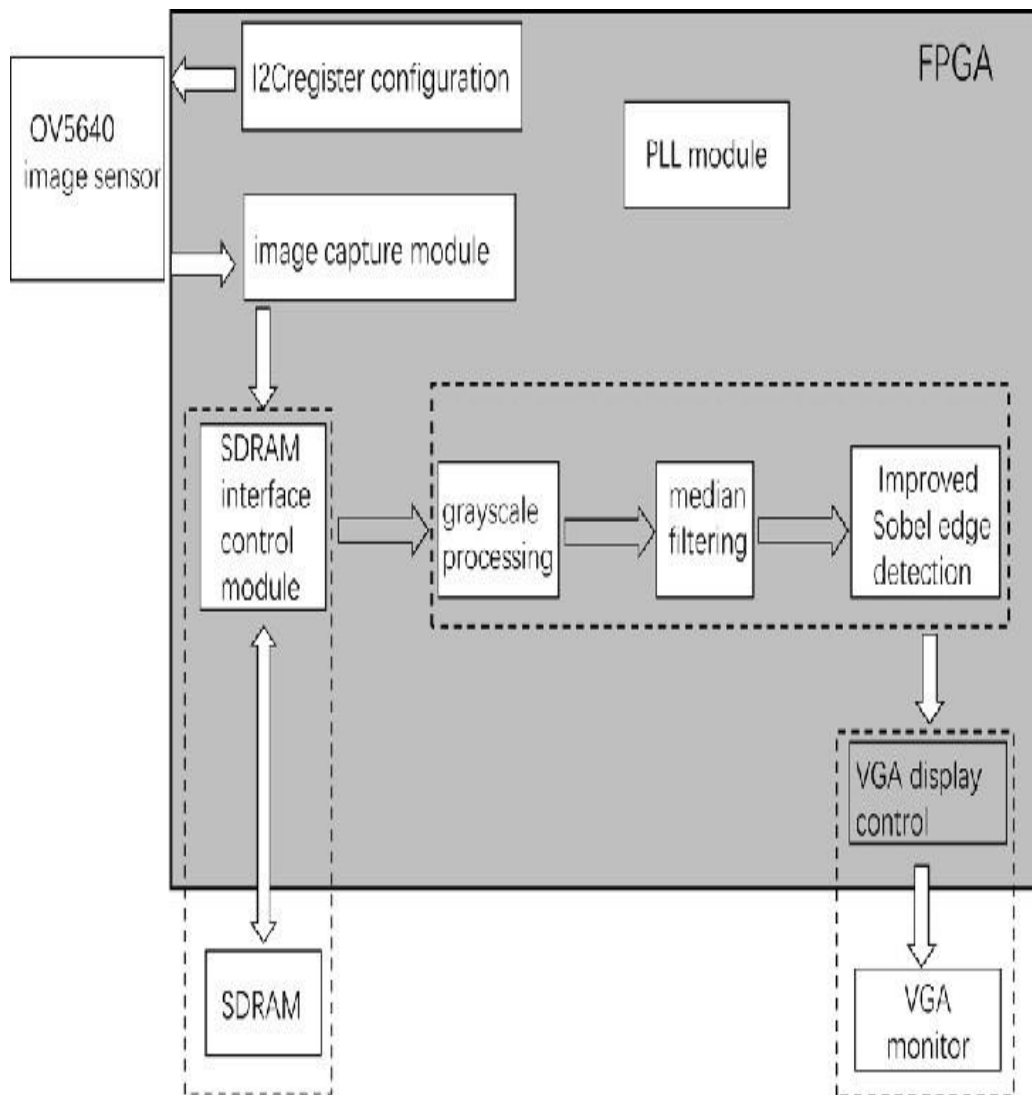 I2Cregister configuration
FPGA
OV5640
image sensor
PLL module
image capture module
SDRAM
interface
control
module
grayscale
processing
median
filtering
Improved
Sobel edge
detection
VGA display
control
SDRAM
VGA
monitor